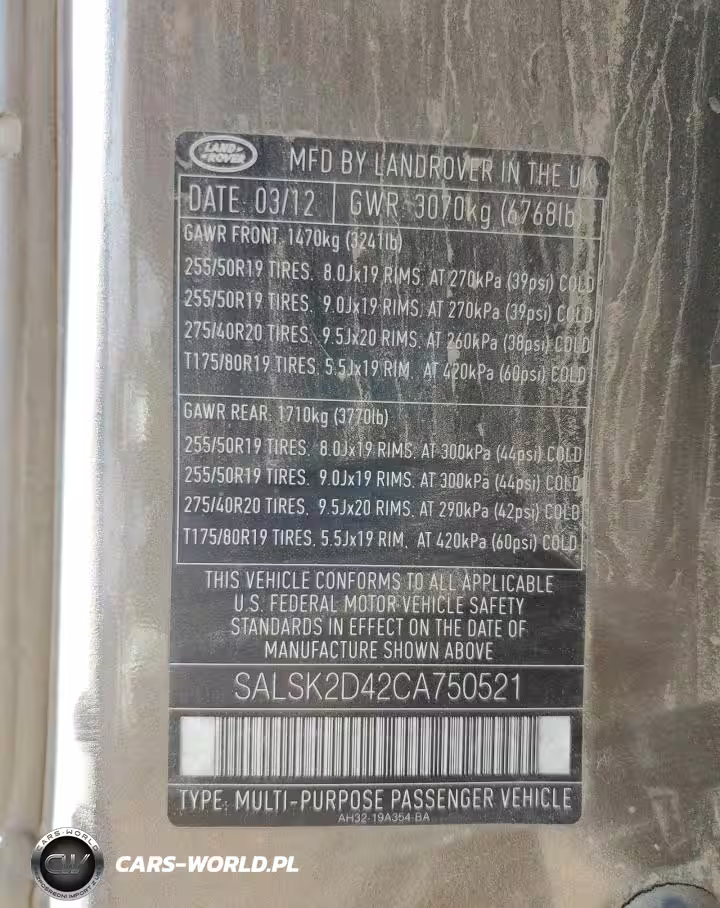 LAND ROVER
MFD BY LANDROVER IN THE UK
DATE: 03/12 GWR: 3070kg (6768lb)
GAWR FRONT: 1470kg (3241lb)
255/50R19 TIRES, 8.0Jx19 RIMS, AT 270kPa (39psi) COLD
255/50R19 TIRES, 9.0Jx19 RIMS, AT 270kPa (39psi) COLD
275/40R20 TIRES, 9.5Jx20 RIMS, AT 260kPa (38psi) COLD
T175/80R19 TIRES, 5.5Jx19 RIM, AT 420kPa (60psi) COLD
GAWR REAR: 1710kg (3770lb)
255/50R19 TIRES, 8.0Jx19 RIMS, AT 300kPa (44psi) COLD
255/50R19 TIRES, 9.0Jx19 RIMS, AT 300kPa (44psi) COLD
275/40R20 TIRES, 9.5Jx20 RIMS, AT 290kPa (42psi) COLD
T175/80R19 TIRES, 5.5Jx19 RIM, AT 420kPa (60psi) COLD
THIS VEHICLE CONFORMS TO ALL APPLICABLE
U.S. FEDERAL MOTOR VEHICLE SAFETY
STANDARDS IN EFFECT ON THE DATE OF
MANUFACTURE SHOWN ABOVE
SALSK2D42CA750521
TYPE: MULTI-PURPOSE PASSENGER VEHICLE
AH32-19A354-BA
CARS-WORLD
CW
CARS-WORLD.PL